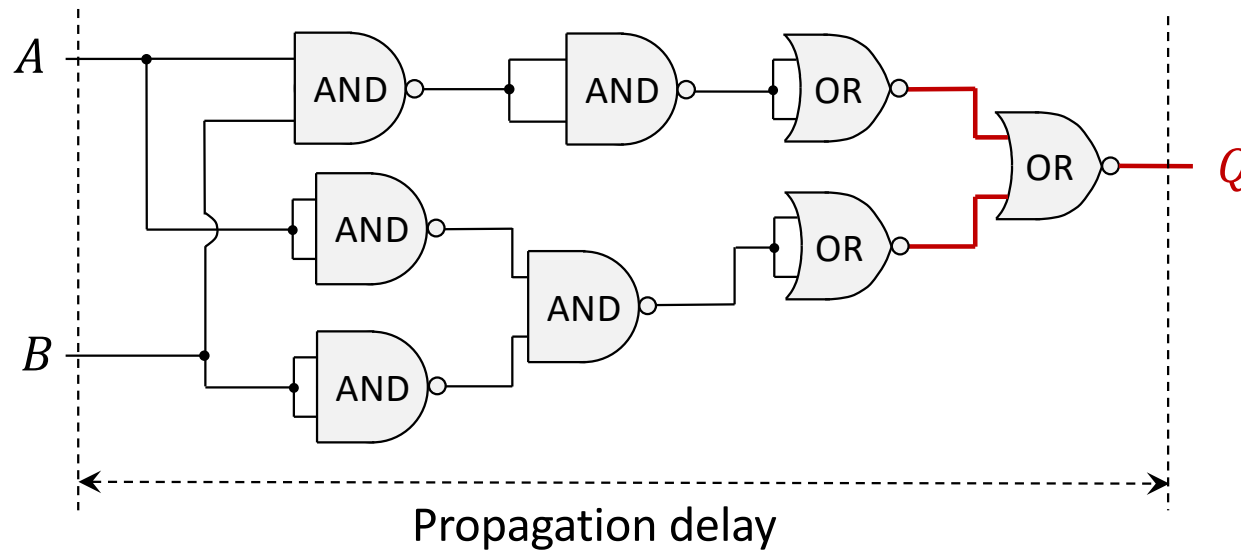 A
AND
AND
OR
OR
Q
AND
OR
AND
B
AND
Propagation delay